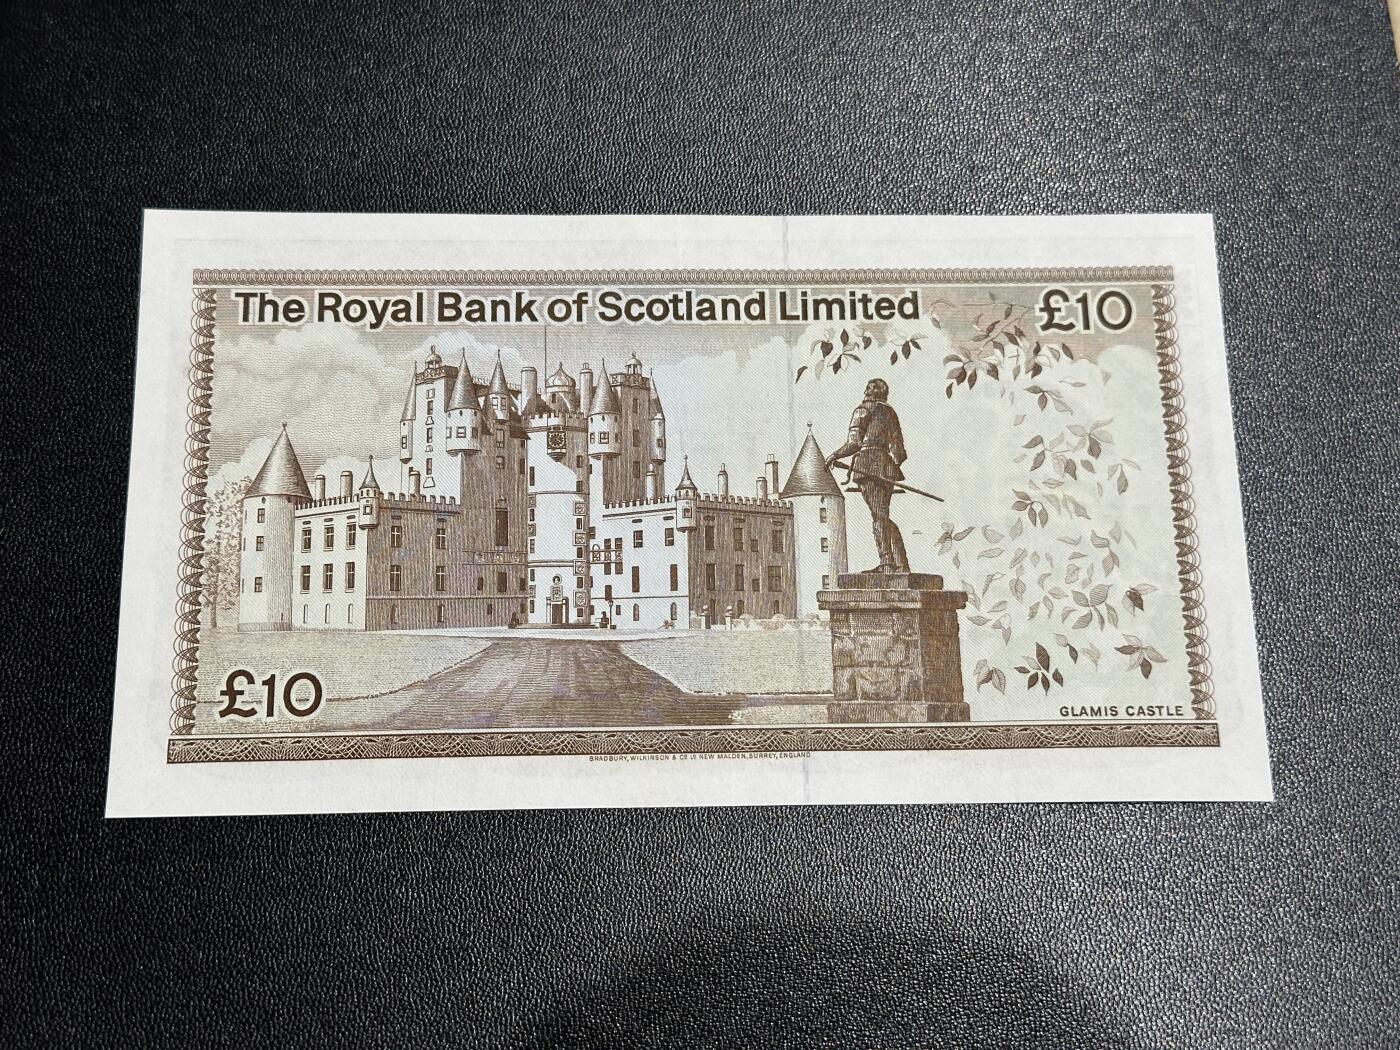 The Royal Bank of Scotland Limited
£10
£10
GLAMIS CASTLE
BRADBURY, WILKINSON & Co Ld NEW MALDEN, SURREY, ENGLAND